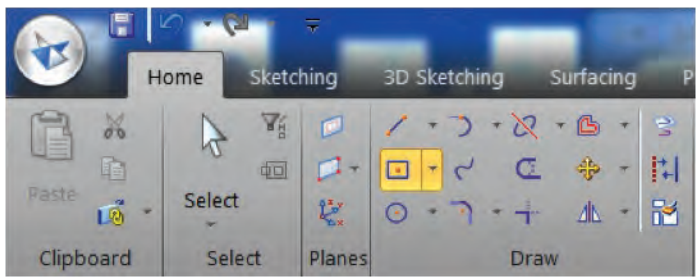 Home Sketching 3D Sketching Surfacing P
Paste
Select
Clipboard Select Planes Draw